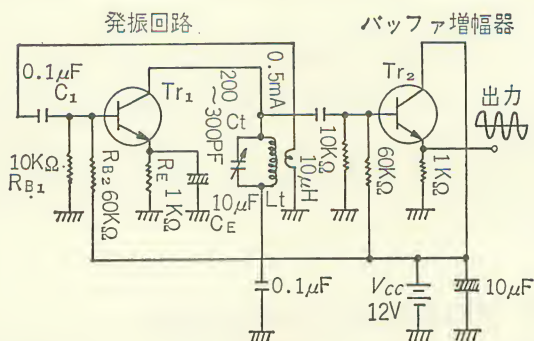 発振回路
バッファ増幅器
0.1μF
C1
Tr1
200
~300PF
Ct
0.5mA
Tr2
出力
10KΩ
RB1
RB2 60KΩ
RE 1KΩ
10μF
CE
Lt
10μH
10KΩ
60KΩ
1KΩ
0.1μF
Vcc
12V
10μF